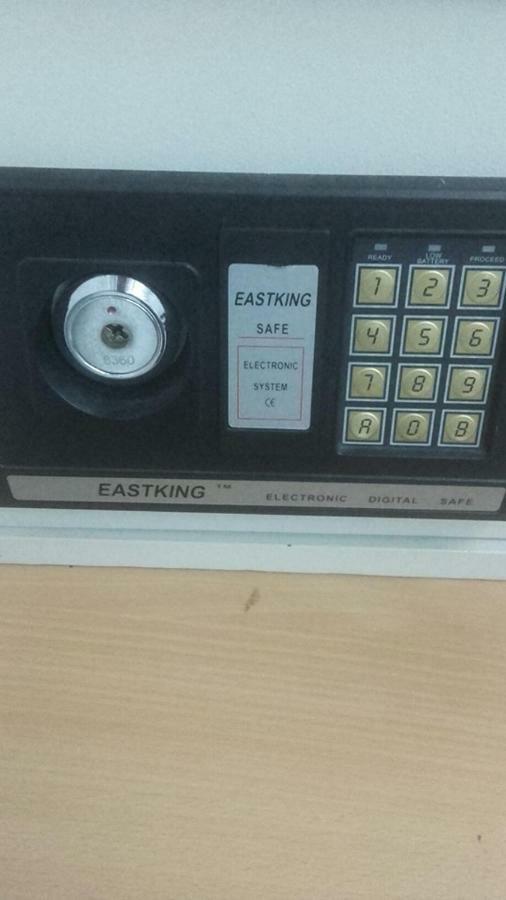 READY LOW BATTERY PROCEED
1 2 3
4 5 6
7 8 9
A 0 B
EASTKING
SAFE
ELECTRONIC
SYSTEM
CE
6360
EASTKING ™ ELECTRONIC DIGITAL SAFE